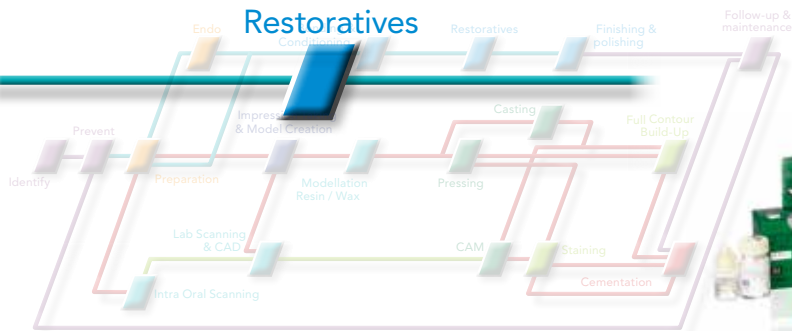 Restoratives
Endo
Conditioning
Restoratives
Finishing &
polishing
Follow-up &
maintenance
Casting
Impress
& Model Creation
Full Contour
Build-Up
Prevent
Identify
Preparation
Modellation
Resin / Wax
Pressing
Lab Scanning
& CAD
CAM
Staining
Cementation
Intra Oral Scanning